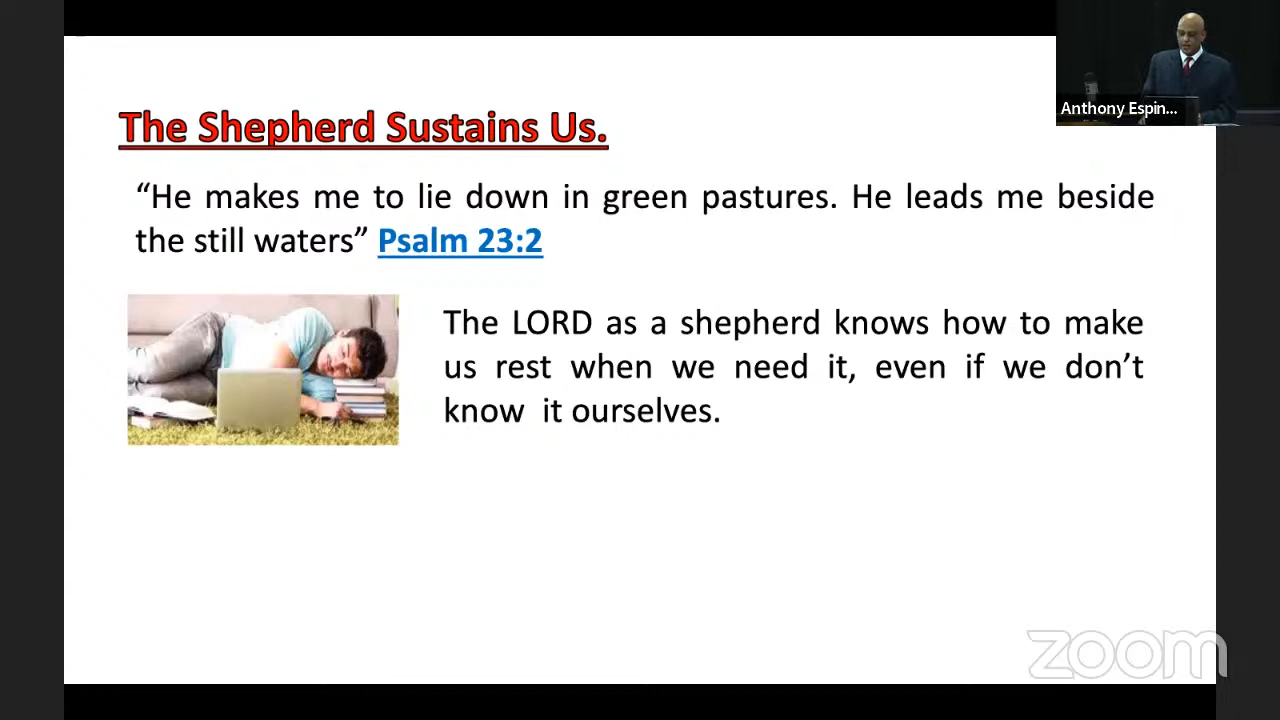 Anthony Espin...
The Shepherd Sustains Us.
“He makes me to lie down in green pastures. He leads me beside
the still waters” Psalm 23:2
The LORD as a shepherd knows how to make
us rest when we need it, even if we don’t
know it ourselves.
zoom